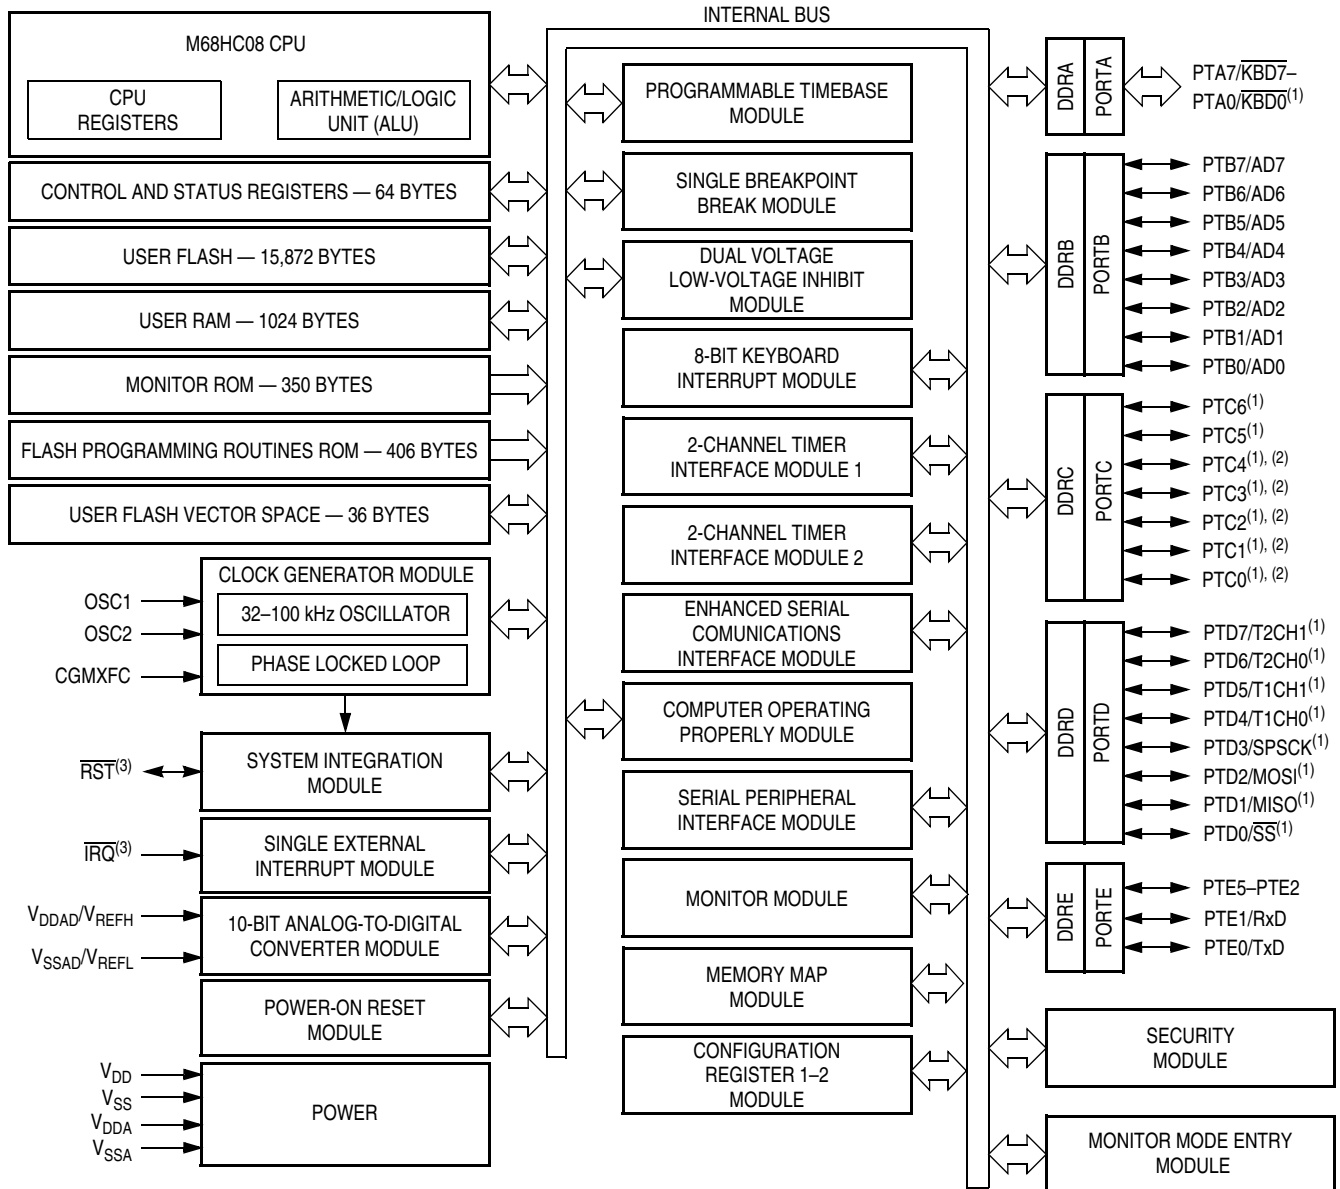 INTERNAL BUS
M68HC08 CPU
CPU
REGISTERS
ARITHMETIC/LOGIC
UNIT (ALU)
CONTROL AND STATUS REGISTERS — 64 BYTES
USER FLASH — 15,872 BYTES
USER RAM — 1024 BYTES
MONITOR ROM — 350 BYTES
FLASH PROGRAMMING ROUTINES ROM — 406 BYTES
USER FLASH VECTOR SPACE — 36 BYTES
CLOCK GENERATOR MODULE
32–100 kHz OSCILLATOR
PHASE LOCKED LOOP
OSC1
OSC2
CGMXFC
SYSTEM INTEGRATION
MODULE
RST(3)
SINGLE EXTERNAL
INTERRUPT MODULE
IRQ(3)
10-BIT ANALOG-TO-DIGITAL
CONVERTER MODULE
VDDAD/VREFH
VSSAD/VREFL
POWER-ON RESET
MODULE
POWER
VDD
VSS
VDDA
VSSA
PROGRAMMABLE TIMEBASE
MODULE
SINGLE BREAKPOINT
BREAK MODULE
DUAL VOLTAGE
LOW-VOLTAGE INHIBIT
MODULE
8-BIT KEYBOARD
INTERRUPT MODULE
2-CHANNEL TIMER
INTERFACE MODULE 1
2-CHANNEL TIMER
INTERFACE MODULE 2
ENHANCED SERIAL
COMUNICATIONS
INTERFACE MODULE
COMPUTER OPERATING
PROPERLY MODULE
SERIAL PERIPHERAL
INTERFACE MODULE
MONITOR MODULE
MEMORY MAP
MODULE
CONFIGURATION
REGISTER 1–2
MODULE
DDRA
PORTA
PTA7/KBD7–
PTA0/KBD0(1)
DDRB
PORTB
PTB7/AD7
PTB6/AD6
PTB5/AD5
PTB4/AD4
PTB3/AD3
PTB2/AD2
PTB1/AD1
PTB0/AD0
DDRC
PORTC
PTC6(1)
PTC5(1)
PTC4(1), (2)
PTC3(1), (2)
PTC2(1), (2)
PTC1(1), (2)
PTC0(1), (2)
DDRD
PORTD
PTD7/T2CH1(1)
PTD6/T2CH0(1)
PTD5/T1CH1(1)
PTD4/T1CH0(1)
PTD3/SPSCK(1)
PTD2/MOSI(1)
PTD1/MISO(1)
PTD0/SS(1)
DDRE
PORTE
PTE5–PTE2
PTE1/RxD
PTE0/TxD
SECURITY
MODULE
MONITOR MODE ENTRY
MODULE